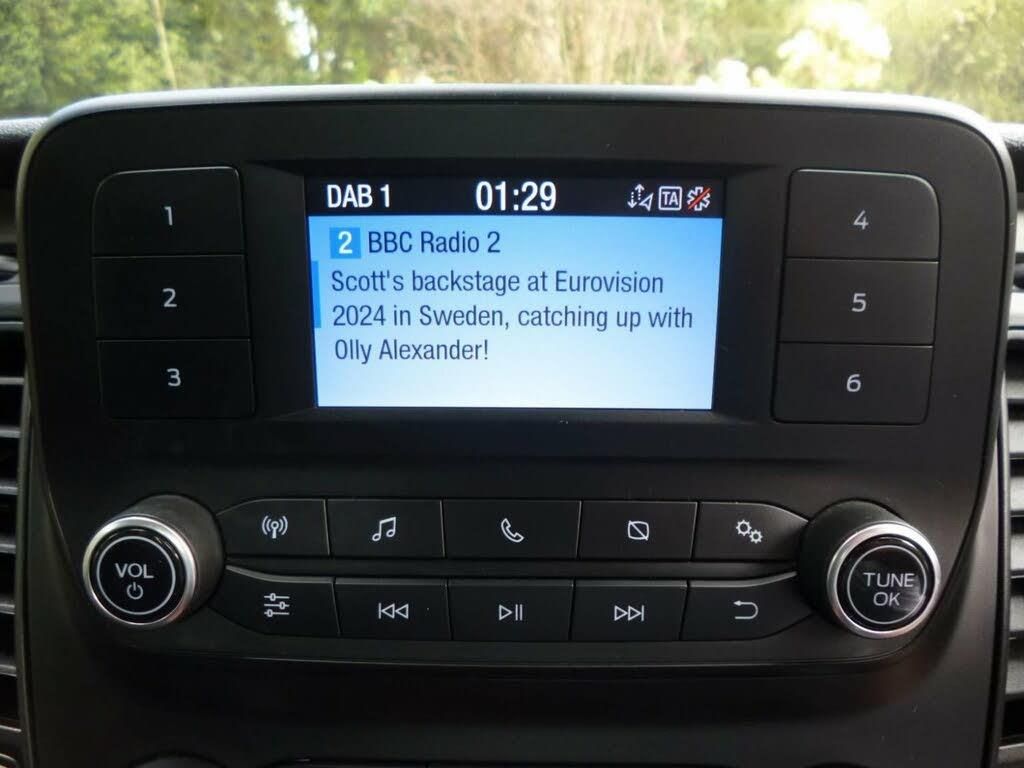 DAB 1 01:29 TA
2 BBC Radio 2
Scott's backstage at Eurovision
2024 in Sweden, catching up with
Olly Alexander!
1
2
3
4
5
6
VOL
TUNE
OK